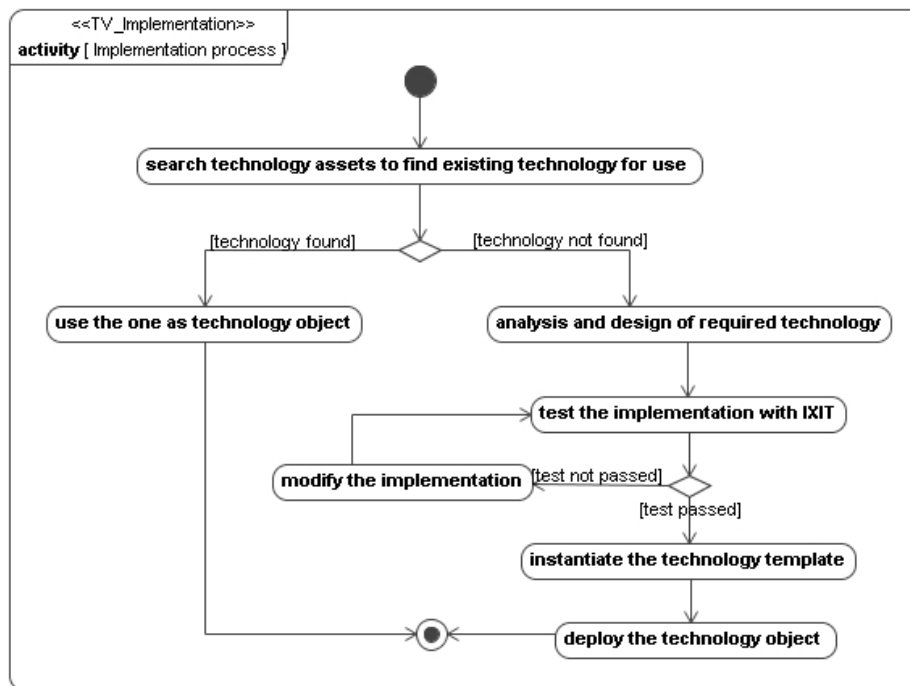 <<TV_Implementation>>
activity [ Implementation process ]
search technology assets to find existing technology for use
[technology found]
[technology not found]
use the one as technology object
analysis and design of required technology
test the implementation with IXIT
modify the implementation
[test not passed]
[test passed]
instantiate the technology template
deploy the technology object